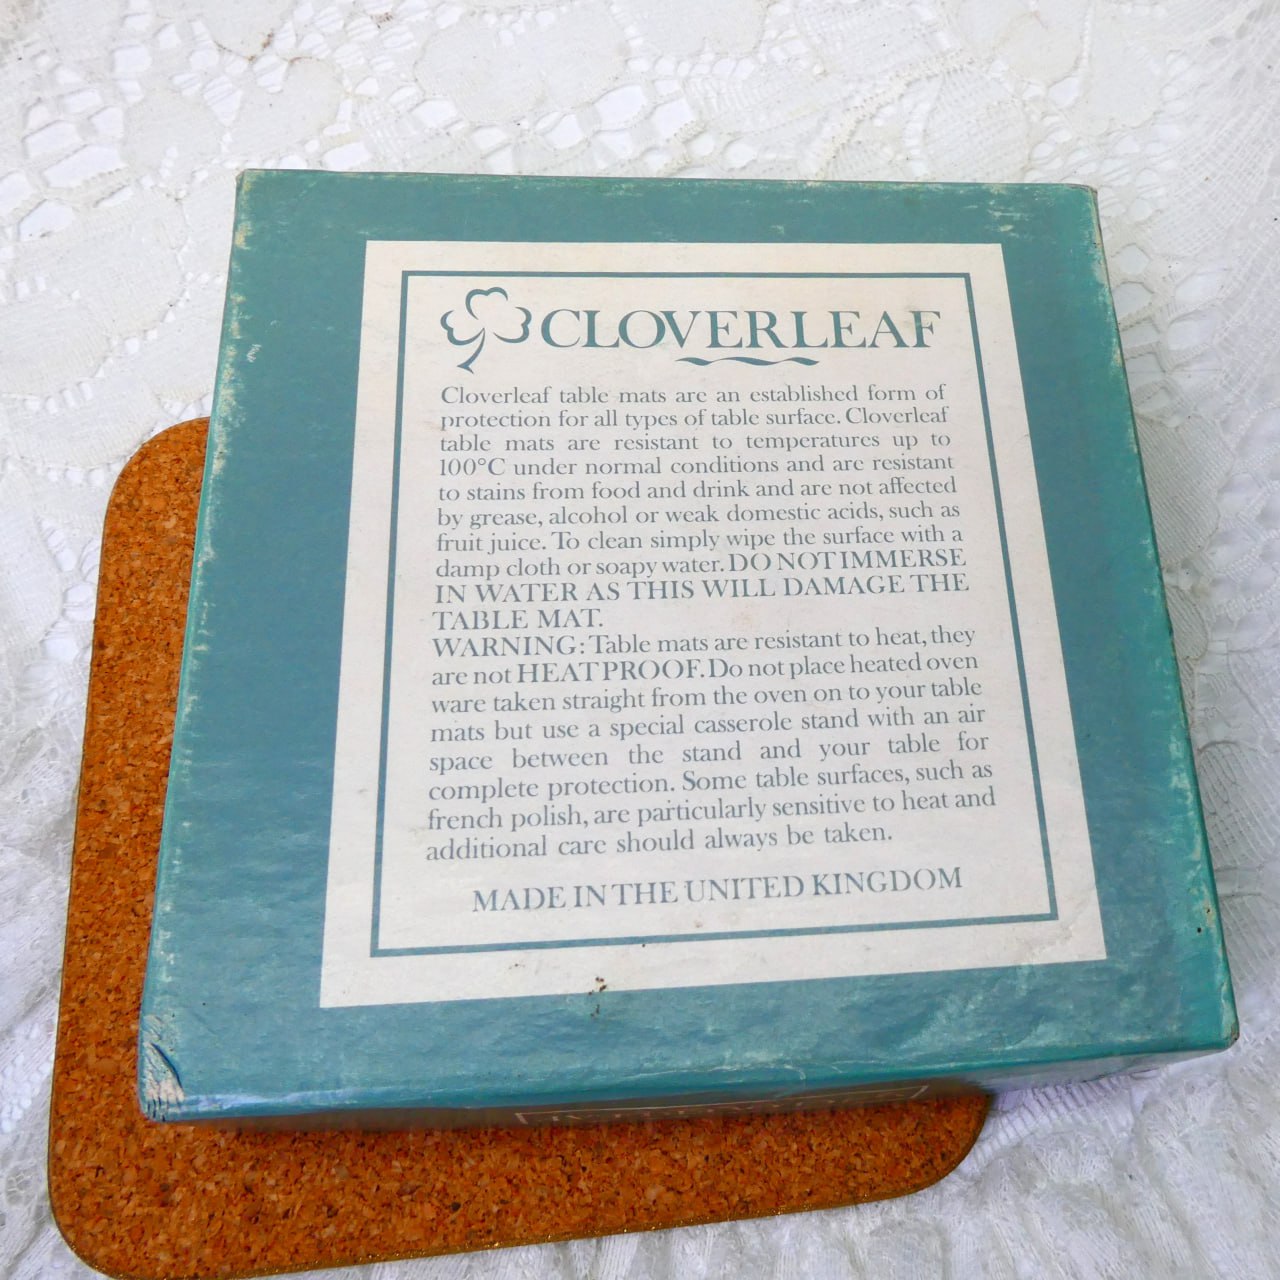 CLOVERLEAF
Cloverleaf table mats are an established form of
protection for all types of table surface. Cloverleaf
table mats are resistant to temperatures up to
100°C under normal conditions and are resistant
to stains from food and drink and are not affected
by grease, alcohol or weak domestic acids, such as
fruit juice. To clean simply wipe the surface with a
damp cloth or soapy water. DO NOT IMMERSE
IN WATER AS THIS WILL DAMAGE THE
TABLE MAT.
WARNING: Table mats are resistant to heat, they
are not HEATPROOF. Do not place heated oven
ware taken straight from the oven on to your table
mats but use a special casserole stand with an air
space between the stand and your table for
complete protection. Some table surfaces, such as
french polish, are particularly sensitive to heat and
additional care should always be taken.
MADE IN THE UNITED KINGDOM